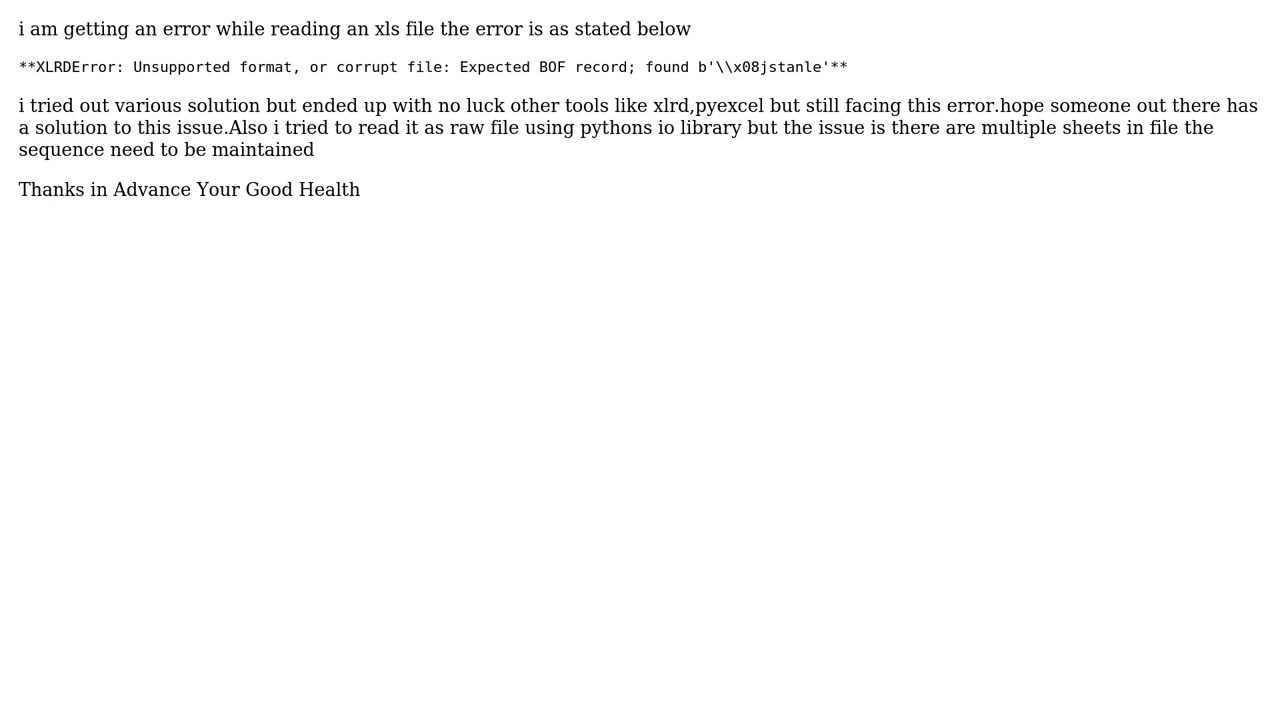 i am getting an error while reading an xls file the error is as stated below
**XLRDError: Unsupported format, or corrupt file: Expected BOF record; found b'\\x08jstanle'**
i tried out various solution but ended up with no luck other tools like xlrd,pyexcel but still facing this error.hope someone out there has
a solution to this issue.Also i tried to read it as raw file using pythons io library but the issue is there are multiple sheets in file the
sequence need to be maintained
Thanks in Advance Your Good Health